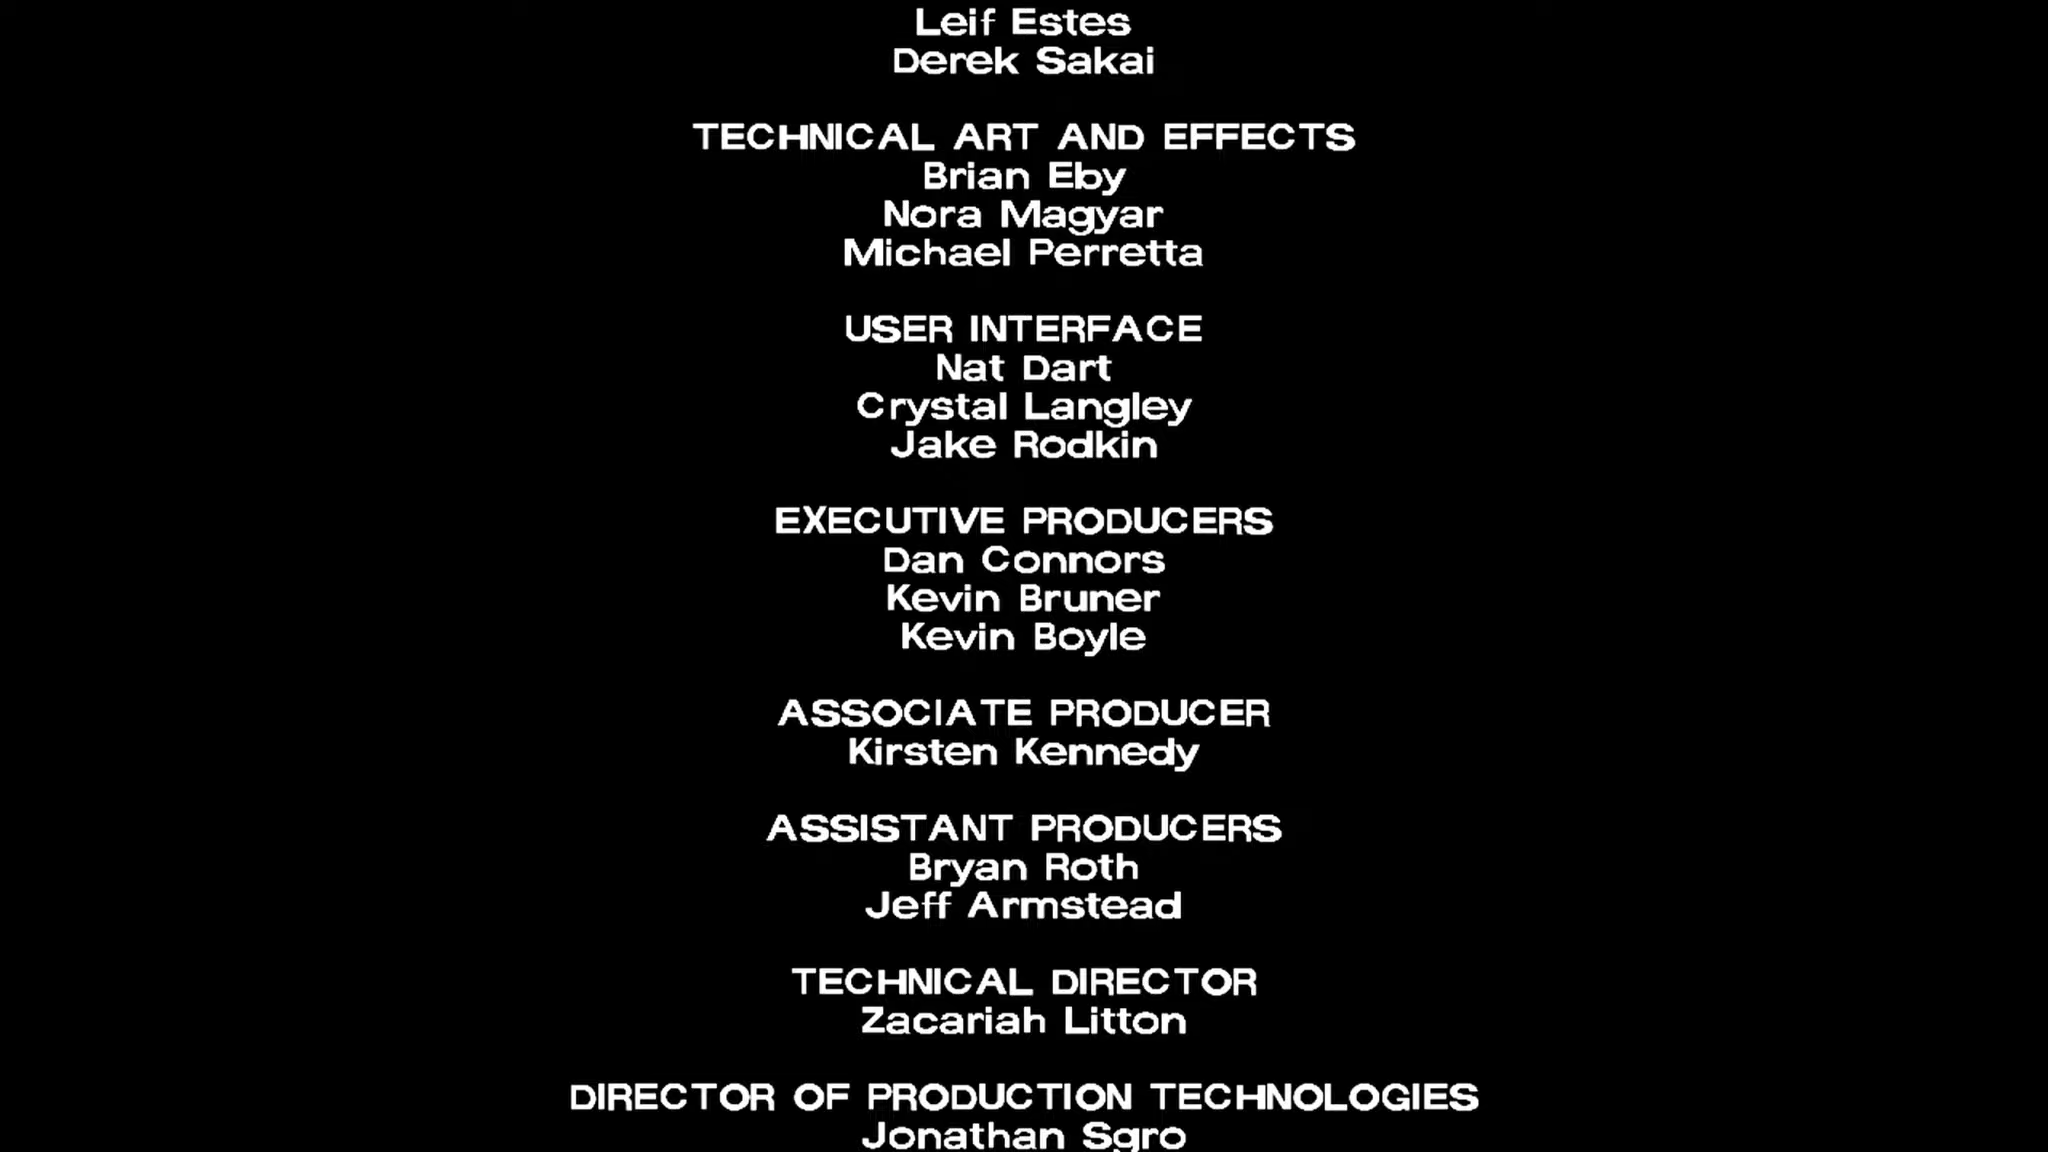 Leif Estes
Derek Sakai
TECHNICAL ART AND EFFECTS
Brian Eby
Nora Magyar
Michael Perretta
USER INTERFACE
Nat Dart
Crystal Langley
Jake Rodkin
EXECUTIVE PRODUCERS
Dan Connors
Kevin Bruner
Kevin Boyle
ASSOCIATE PRODUCER
Kirsten Kennedy
ASSISTANT PRODUCERS
Bryan Roth
Jeff Armstead
TECHNICAL DIRECTOR
Zacariah Litton
DIRECTOR OF PRODUCTION TECHNOLOGIES
Jonathan Sgro